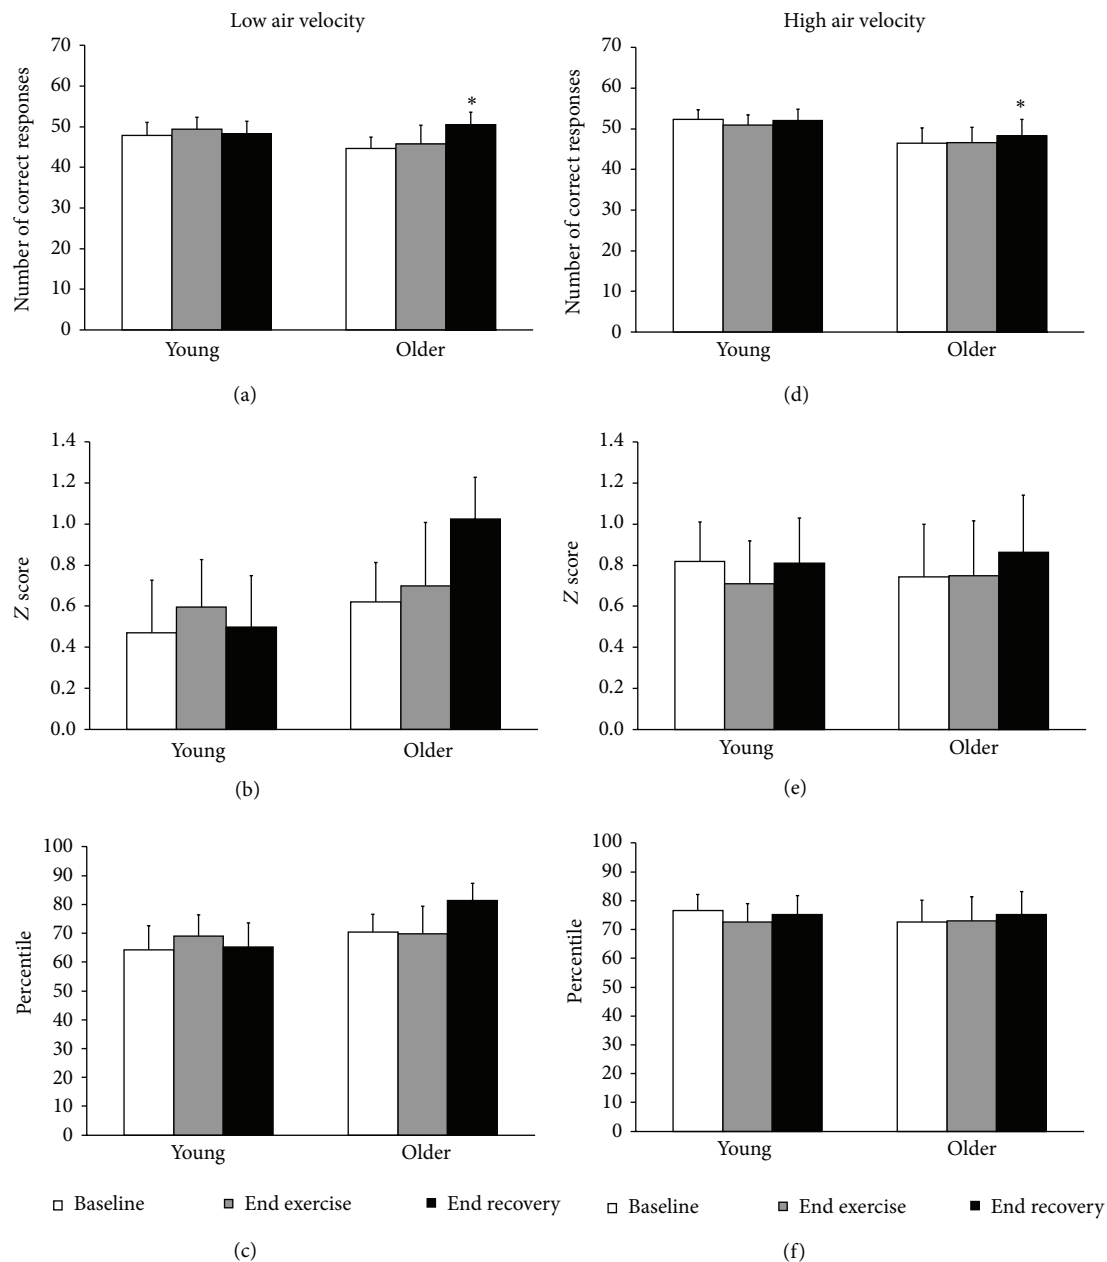 Low air velocity
Number of correct responses
70
60
50
40
30
20
10
0
*
Young
Older
(a)
High air velocity
Number of correct responses
70
60
50
40
30
20
10
0
*
Young
Older
(d)
Z score
1.4
1.2
1.0
0.8
0.6
0.4
0.2
0.0
Young
Older
(b)
Z score
1.4
1.2
1.0
0.8
0.6
0.4
0.2
0.0
Young
Older
(e)
Percentile
100
90
80
70
60
50
40
30
20
10
0
Young
Older
Baseline
End exercise
End recovery
(c)
Percentile
100
90
80
70
60
50
40
30
20
10
0
Young
Older
Baseline
End exercise
End recovery
(f)